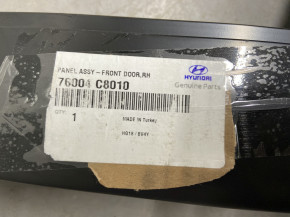 PANEL ASSY-FRONT DOOR,RH
76004 C8010
HYUNDAI
Genuine Parts
QTY
1
MADE IN Turkey